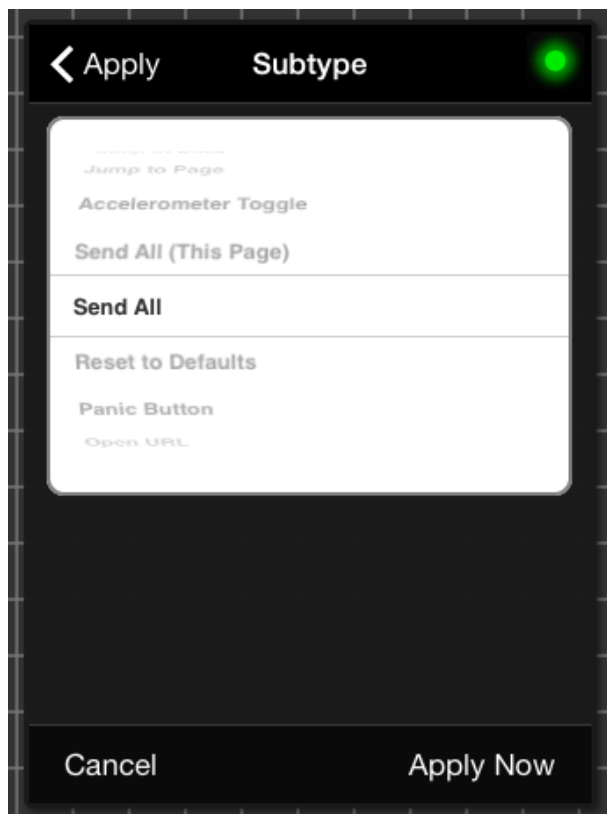 Apply
Subtype
Jump to Page
Accelerometer Toggle
Send All (This Page)
Send All
Reset to Defaults
Panic Button
Open URL
Cancel
Apply Now